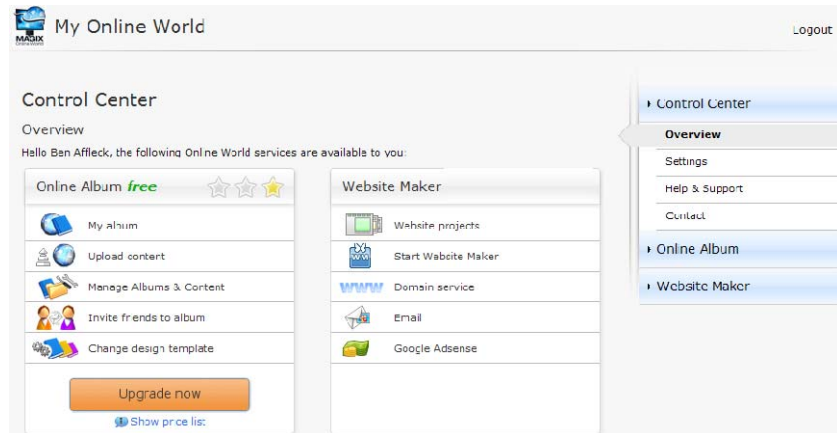 MAGIX
My Online World
Logout
Control Center
Overview
Hello Ben Affleck, the following Online World services are available to you:
Online Album free
My album
Upload content
Manage Albums & Content
Invite friends to album
Change design template
Upgrade now
Show price list
Website Maker
Website projects
Start Website Maker
www Domain service
Email
Google Adsense
Control Center
Overview
Settings
Help & Support
Contact
Online Album
Website Maker